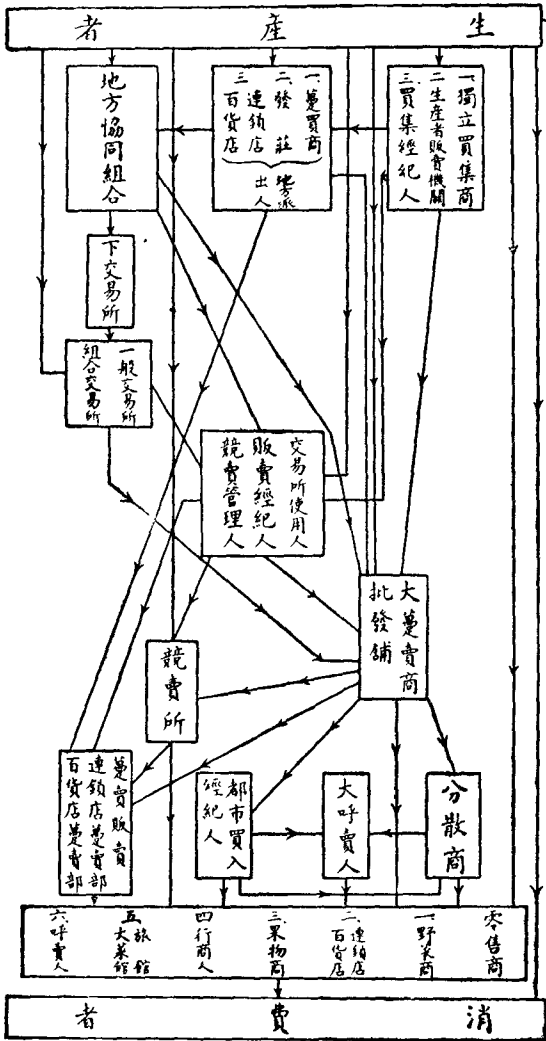 生產者
一、獨立買集商
二、生產者販賣機關
三、買集經紀人
一、躉買商
二、發莊
三、連鎖店
百貨店
地方派
出人
地方協同組合
下交易所
一般交易所
組合交易所
交易所使用人
販賣經紀人
競賣管理人
大躉賣商
批發舖
競賣所
躉賣販賣
連鎖店躉賣部
百貨店躉賣部
都市買入
經紀人
大呼賣人
分散商
零售商
一、野菜商
二、連鎖店
百貨店
三、果物商
四、行商人
五、旅館
大菜館
六、呼賣人
消費者